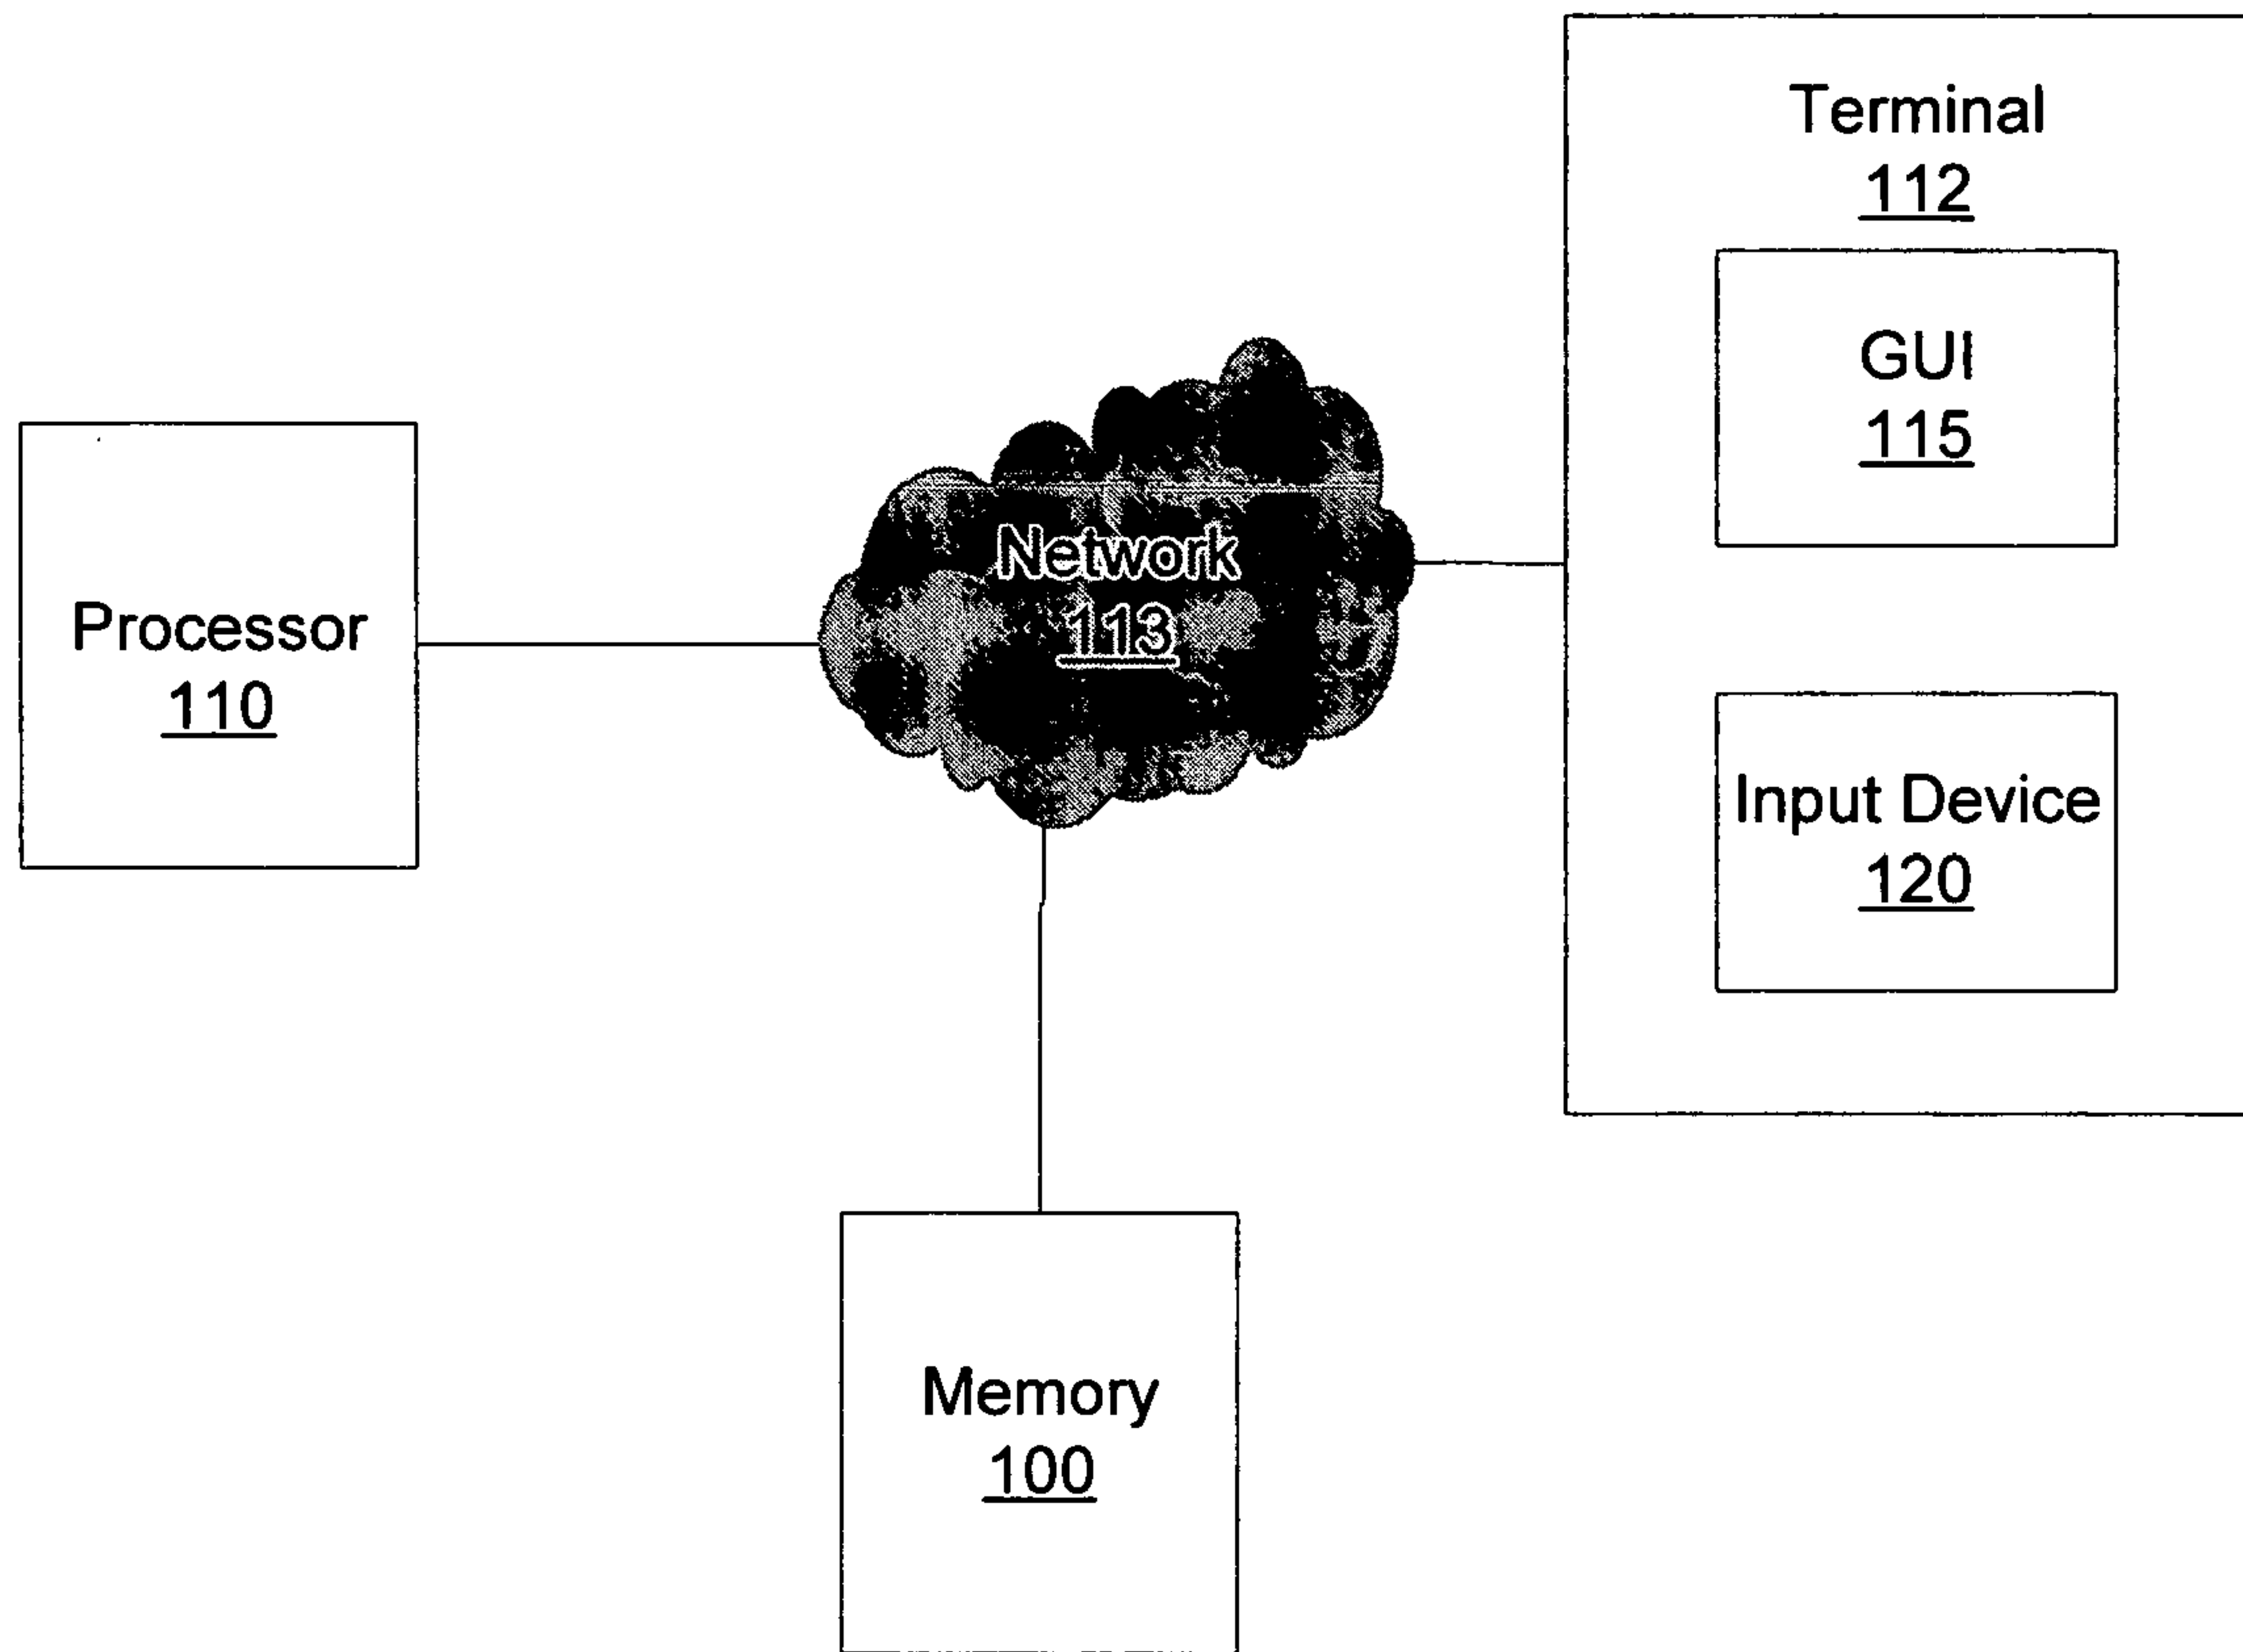 Terminal
112
GUI
115
Network
113
Processor
110
Input Device
120
Memory
100